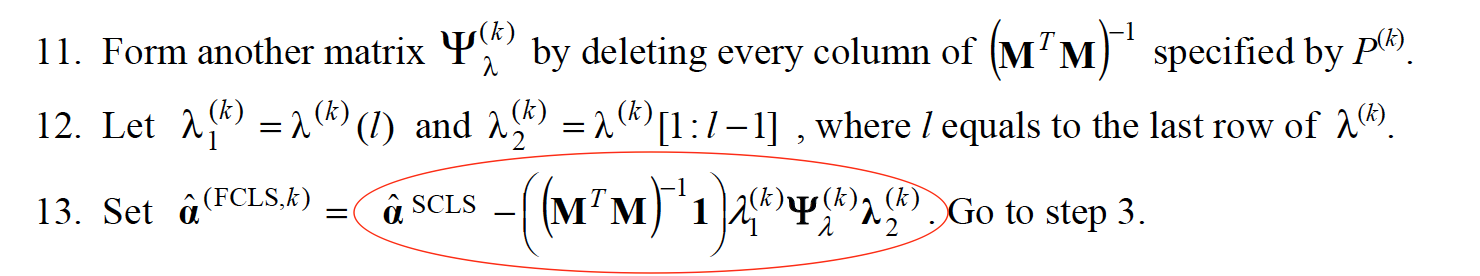 11. Form another matrix Ψ_λ^(k) by deleting every column of (M^T M)^−1 specified by P^(k).
12. Let λ_1^(k) = λ^(k)(l) and λ_2^(k) = λ^(k)[1:l−1] , where l equals to the last row of λ^(k).
13. Set α̂^(FCLS,k) = α̂^SCLS − ((M^T M)^−1 1)λ_1^(k)Ψ_λ^(k)λ_2^(k). Go to step 3.